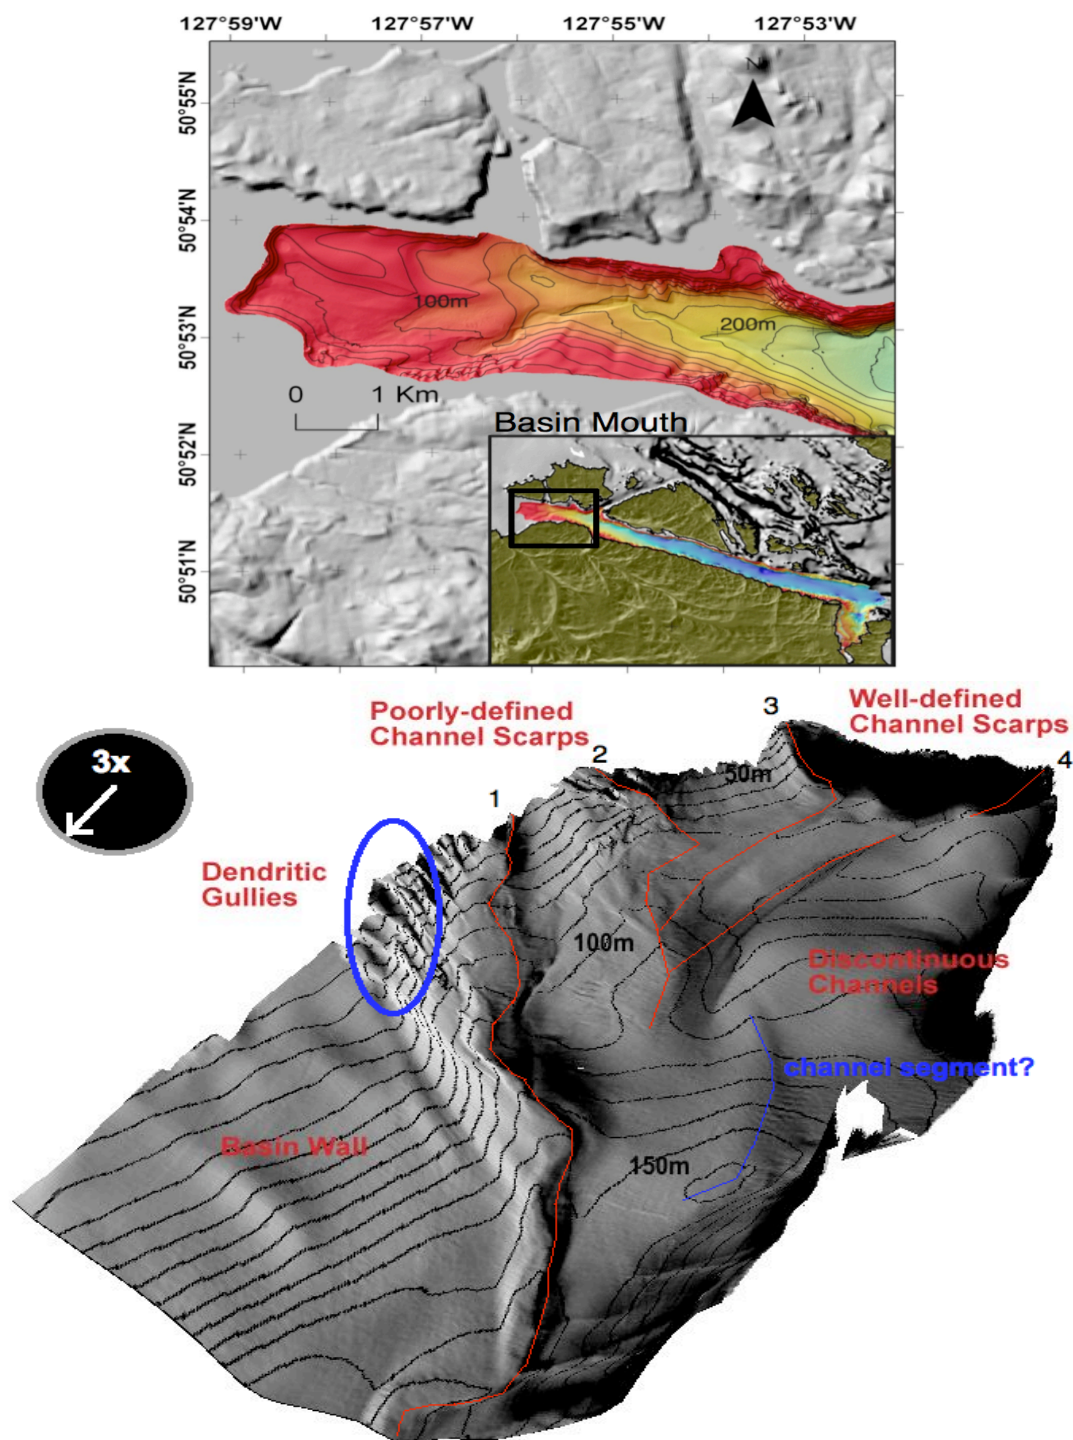 127°59'W 127°57'W 127°55'W 127°53'W
50°55'N
N
50°54'N
100m
200m
50°53'N
0 1 Km
Basin Mouth
50°52'N
50°51'N
Poorly-defined
Channel Scarps
Well-defined
Channel Scarps
3
2
4
50m
3x
1
Dendritic
Gullies
100m
Discontinuous
Channels
channel segment?
Basin Wall
150m